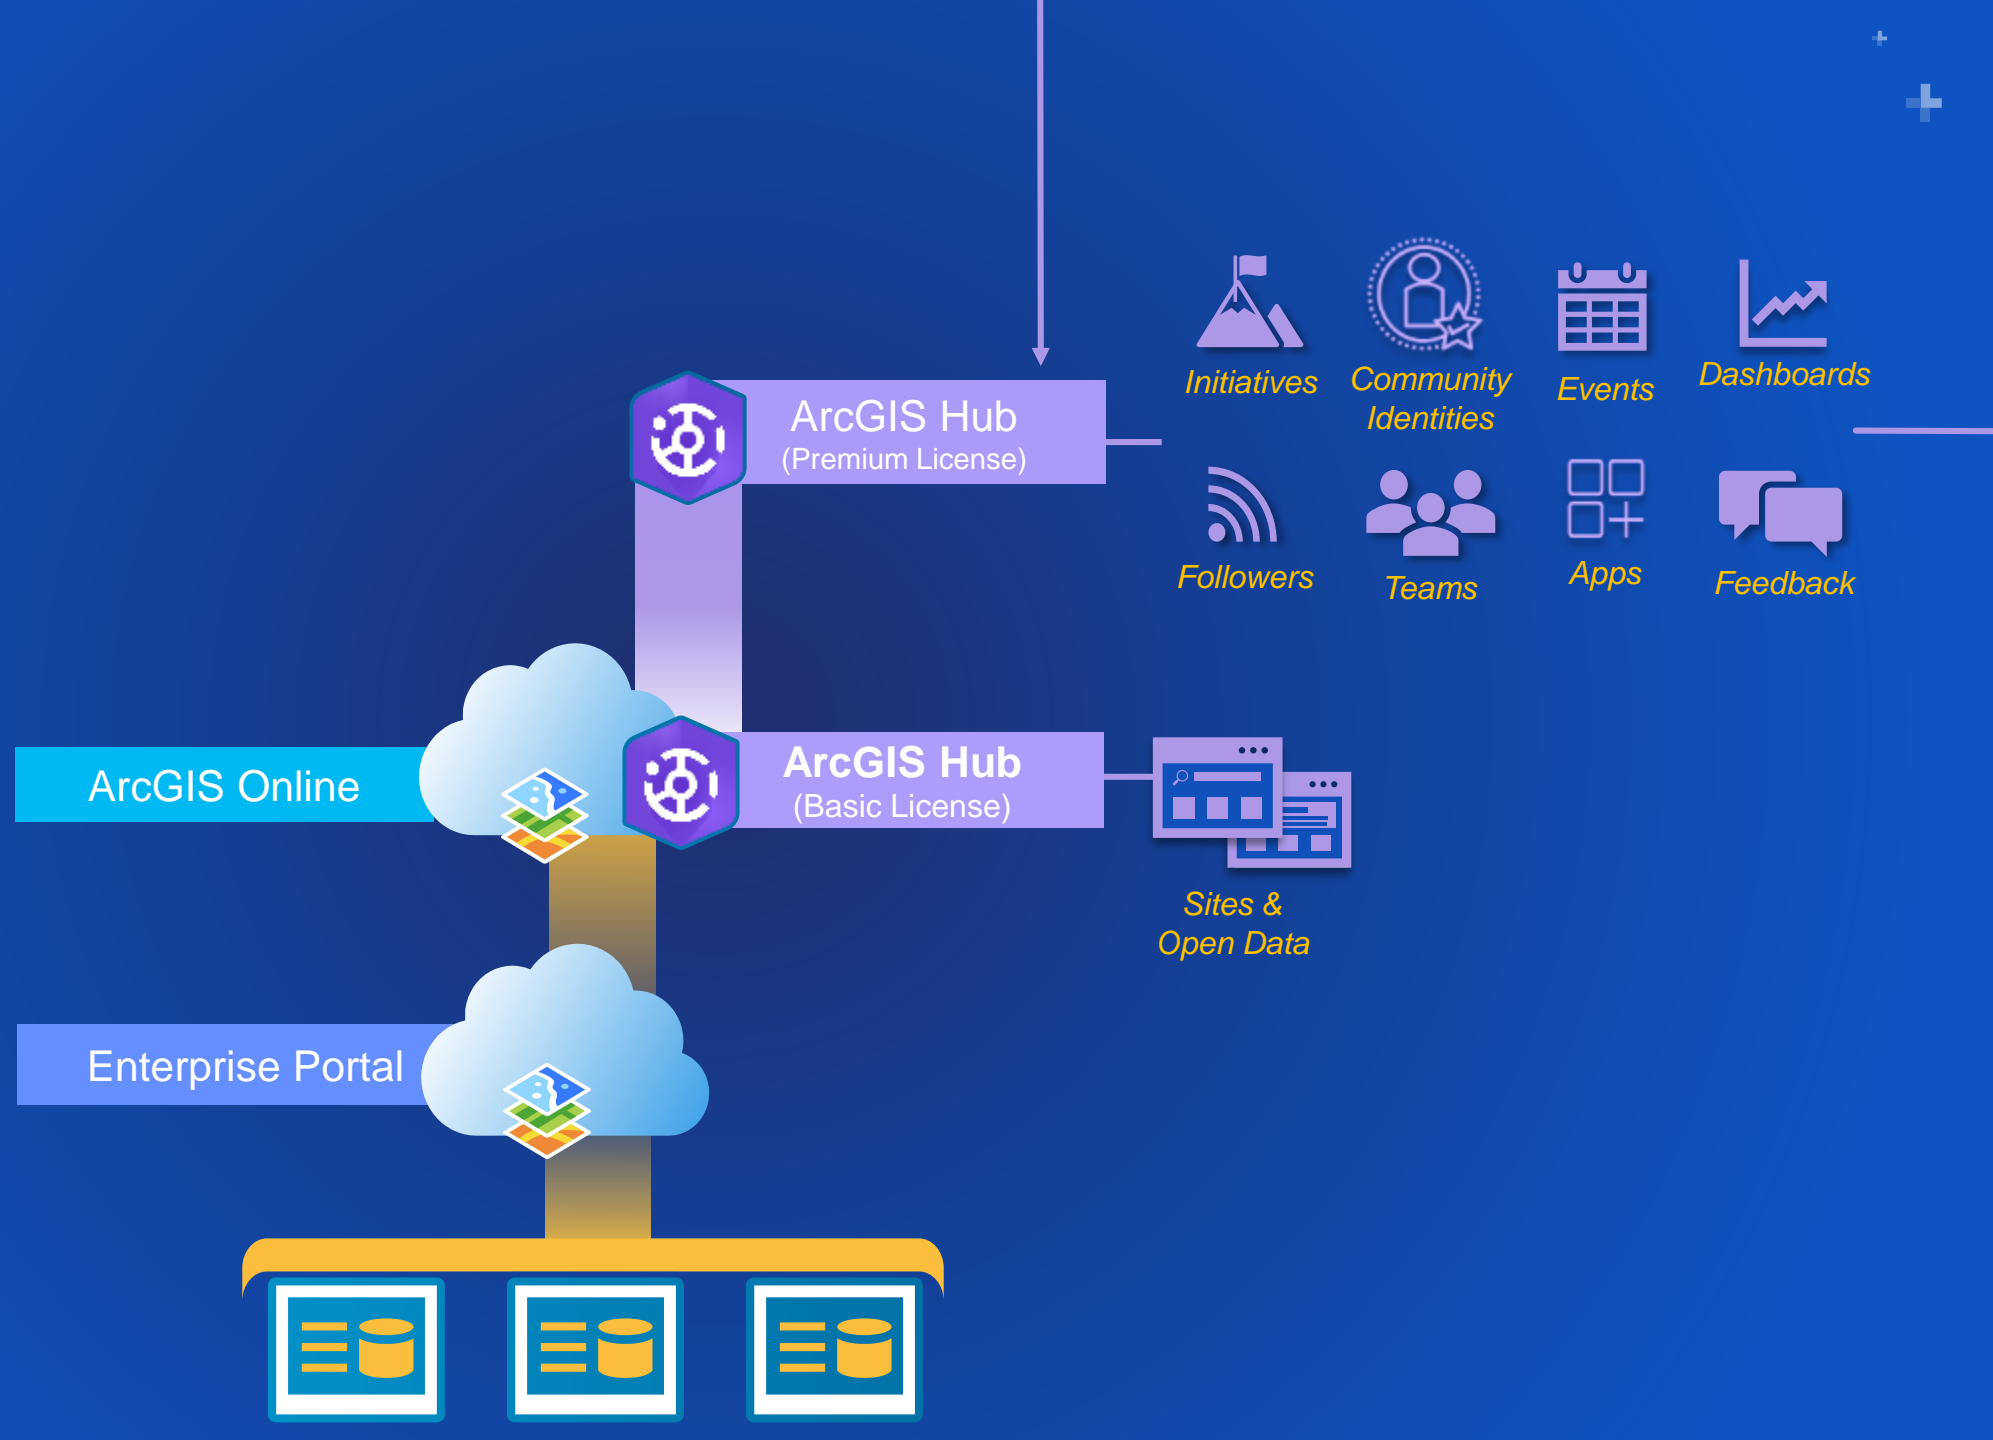 Initiatives
Community
Identities
Events
Dashboards
ArcGIS Hub
(Premium License)
Followers
Teams
Apps
Feedback
ArcGIS Online
ArcGIS Hub
(Basic License)
Sites &
Open Data
Enterprise Portal